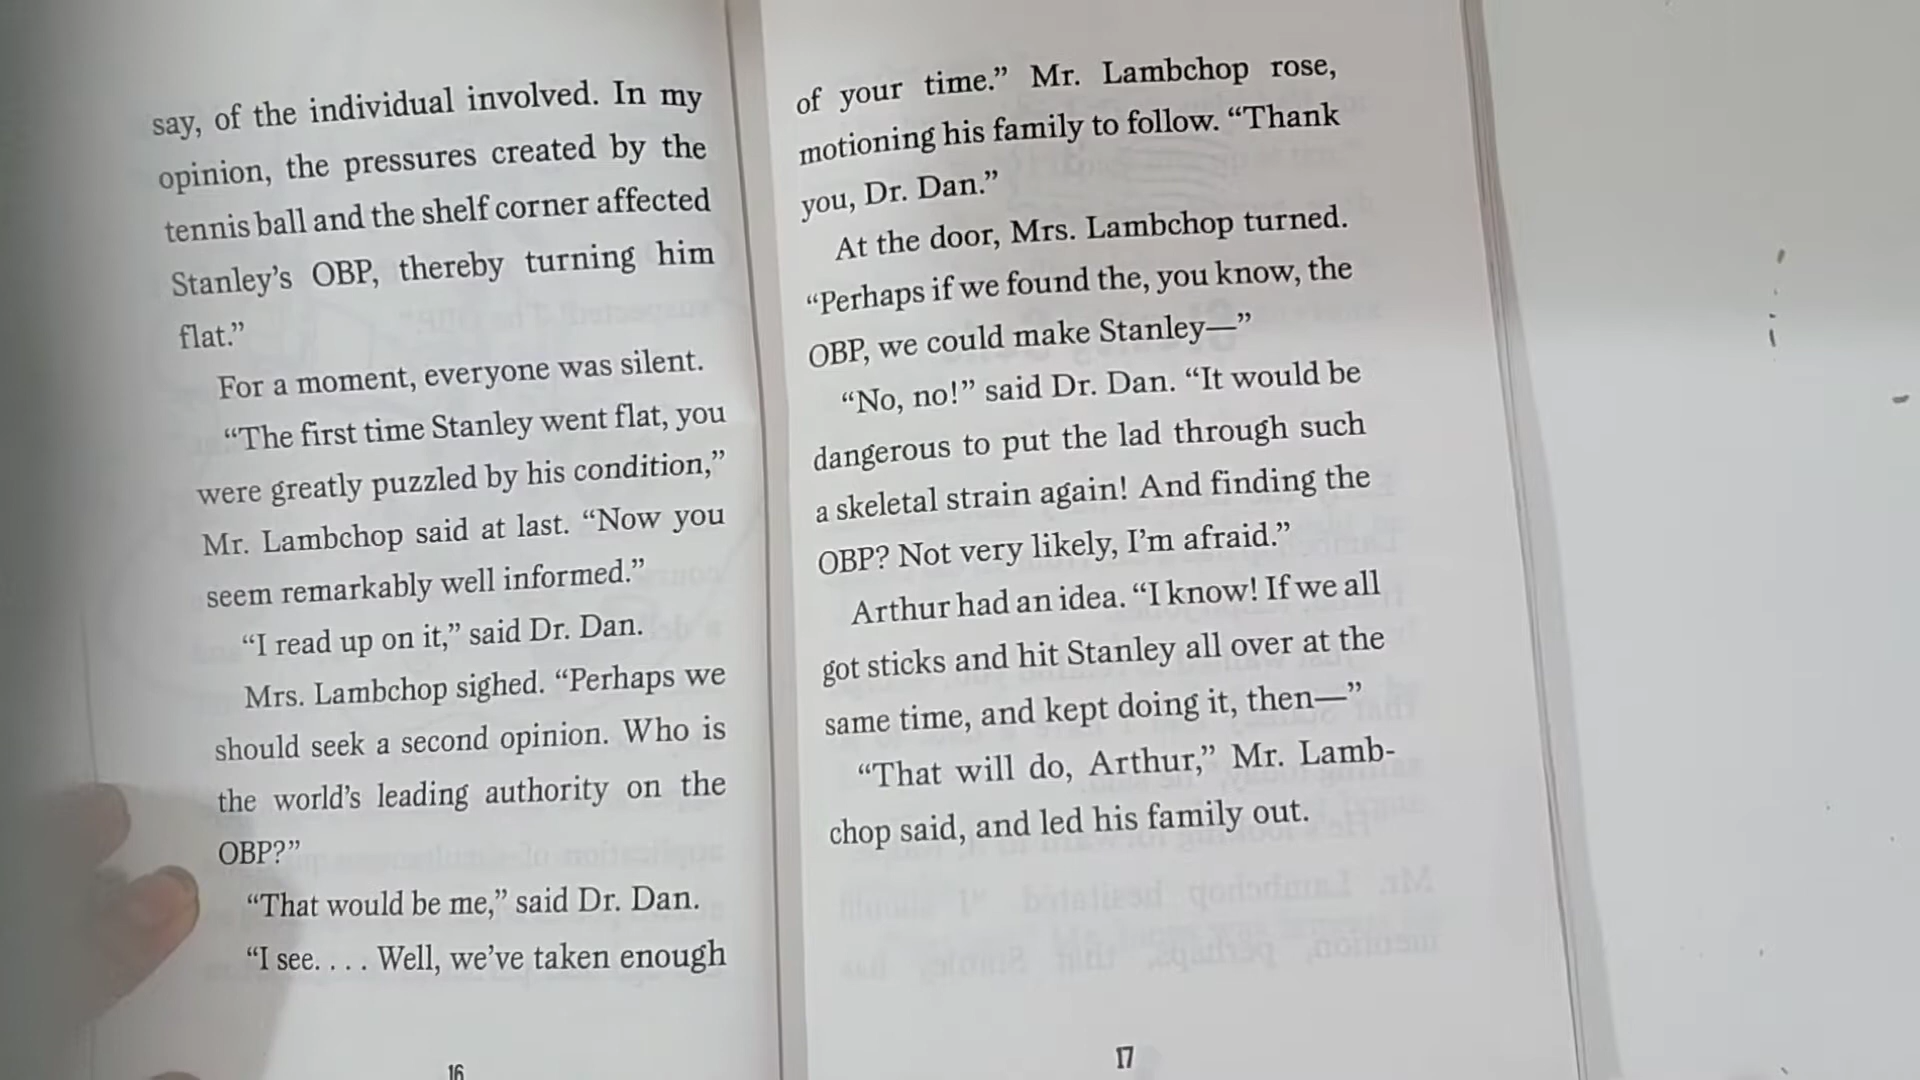 say, of the individual involved. In my
opinion, the pressures created by the
tennis ball and the shelf corner affected
Stanley's OBP, thereby turning him
flat.”
For a moment, everyone was silent.
“The first time Stanley went flat, you
were greatly puzzled by his condition,”
Mr. Lambchop said at last. “Now you
seem remarkably well informed.”
“I read up on it,” said Dr. Dan.
Mrs. Lambchop sighed. “Perhaps we
should seek a second opinion. Who is
the world's leading authority on the
OBP?”
“That would be me,” said Dr. Dan.
“I see. . . . Well, we've taken enough
16
of your time.” Mr. Lambchop rose,
motioning his family to follow. “Thank
you, Dr. Dan.”
At the door, Mrs. Lambchop turned.
“Perhaps if we found the, you know, the
OBP, we could make Stanley—”
“No, no!” said Dr. Dan. “It would be
dangerous to put the lad through such
a skeletal strain again! And finding the
OBP? Not very likely, I'm afraid.”
Arthur had an idea. “I know! If we all
got sticks and hit Stanley all over at the
same time, and kept doing it, then—”
“That will do, Arthur,” Mr. Lamb-
chop said, and led his family out.
17